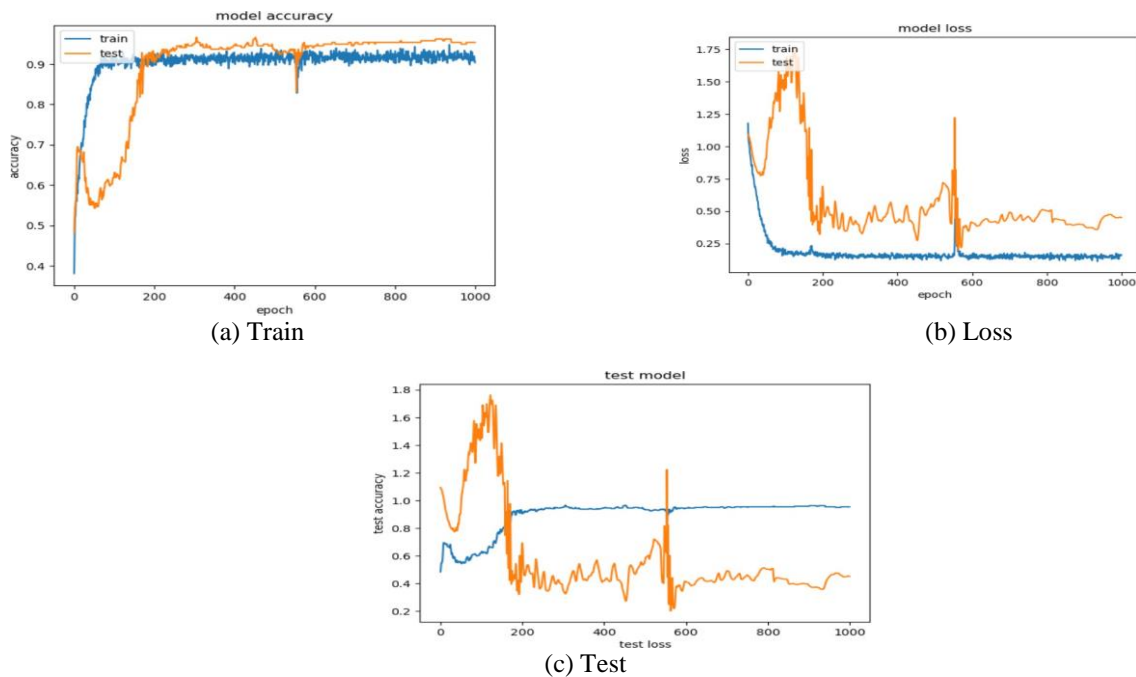 model accuracy
train
test
0.9
0.8
0.7
0.6
0.5
0.4
accuracy
0 200 400 600 800 1000
epoch
(a) Train
model loss
train
test
1.75
1.50
1.25
1.00
0.75
0.50
0.25
loss
0 200 400 600 800 1000
epoch
(b) Loss
test model
1.8
1.6
1.4
1.2
1.0
0.8
0.6
0.4
0.2
test accuracy
0 200 400 600 800 1000
test loss
(c) Test